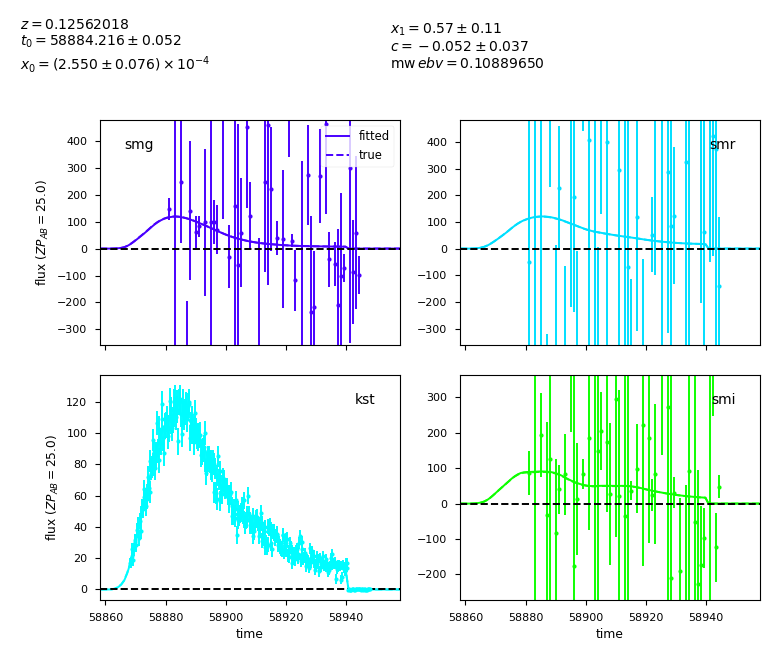 z = 0.12562018
t₀ = 58884.216 ± 0.052
x₀ = (2.550 ± 0.076) × 10⁻⁴
x₁ = 0.57 ± 0.11
c = −0.052 ± 0.037
mw ebv = 0.10889650
smg
fitted
true
400
300
200
100
0
−100
−200
−300
flux (ZP_AB = 25.0)
smr
400
300
200
100
0
−100
−200
−300
kst
120
100
80
60
40
20
0
flux (ZP_AB = 25.0)
58860 58880 58900 58920 58940
time
smi
300
200
100
0
−100
−200
58860 58880 58900 58920 58940
time